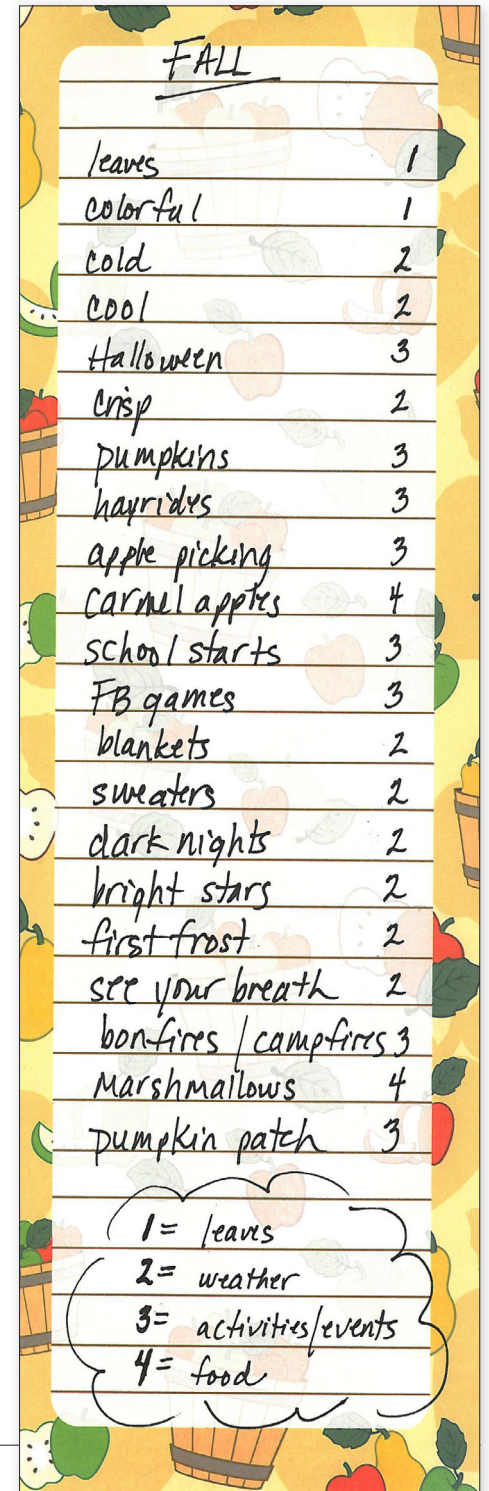 FALL
leaves 1
colorful 1
cold 2
cool 2
Halloween 3
crisp 2
pumpkins 3
hayrides 3
apple picking 3
carmel apples 4
school starts 3
FB games 3
blankets 2
sweaters 2
dark nights 2
bright stars 2
first frost 2
see your breath 2
bonfires / campfires 3
Marshmallows 4
pumpkin patch 3
1= leaves
2= weather
3= activities/events
4= food